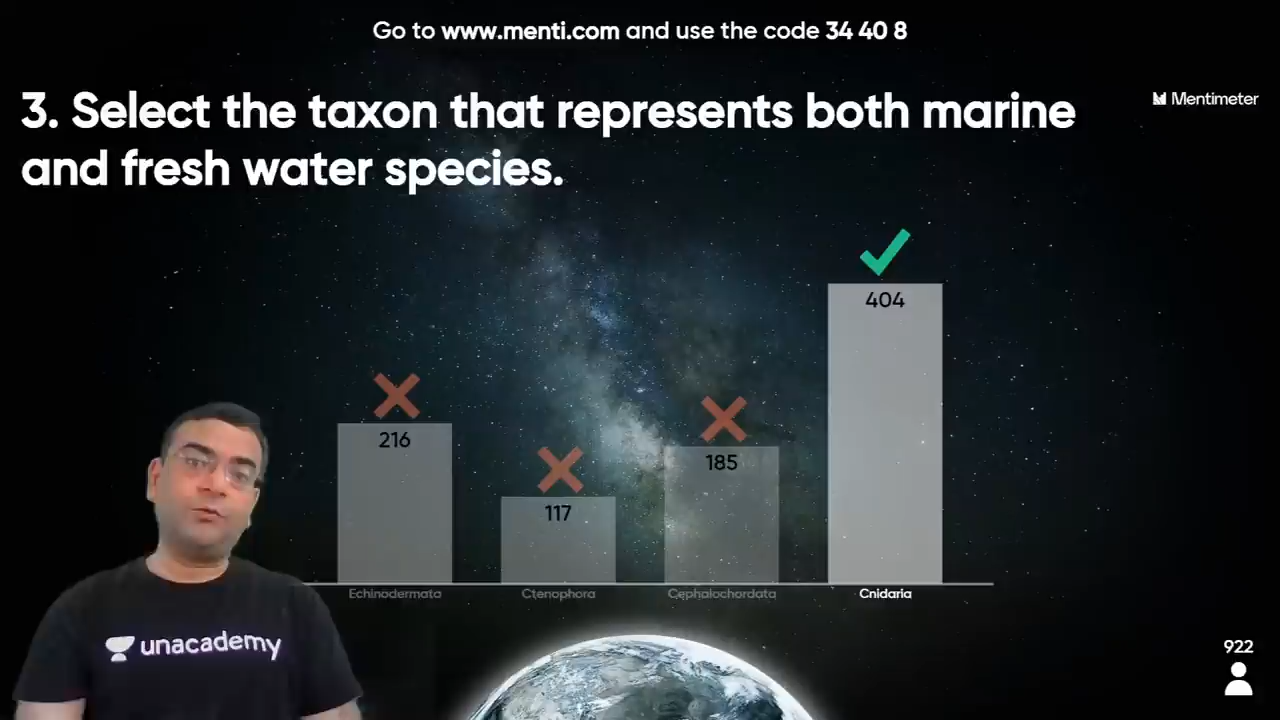 Go to www.menti.com and use the code 34 40 8
3. Select the taxon that represents both marine
and fresh water species.
Mentimeter
404
216
185
117
Echinodermata
Ctenophora
Cephalochordata
Cnidaria
unacademy
922